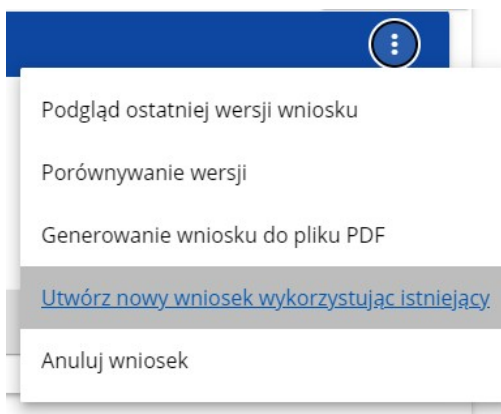 Podgląd ostatniej wersji wniosku
Porównywanie wersji
Generowanie wniosku do pliku PDF
Utwórz nowy wniosek wykorzystując istniejący
Anuluj wniosek